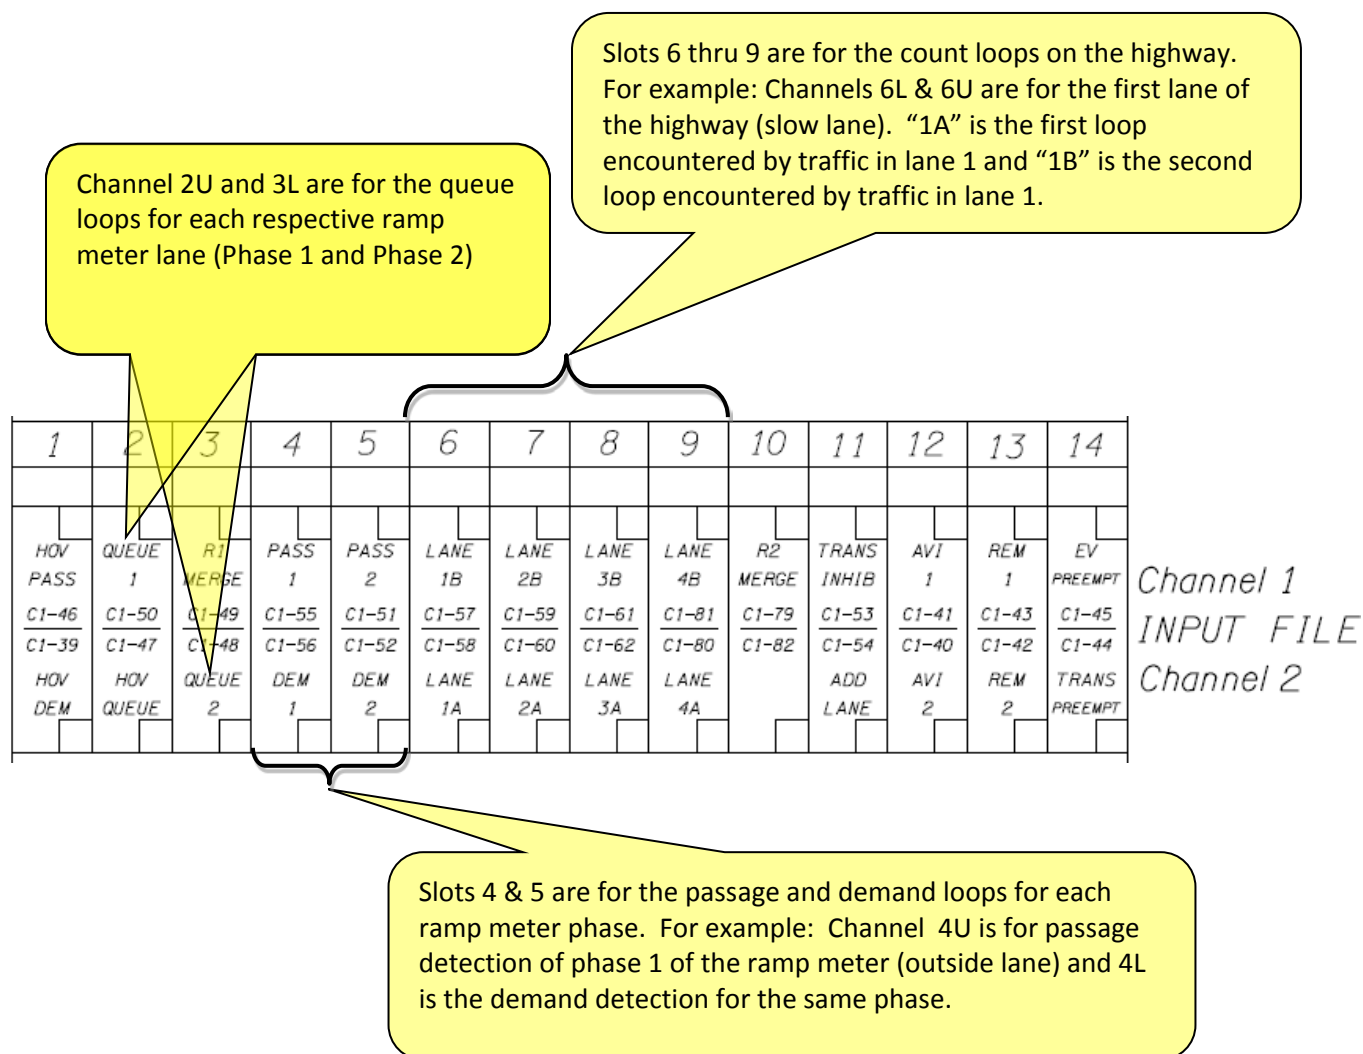 Slots 6 thru 9 are for the count loops on the highway.
For example: Channels 6L & 6U are for the first lane of
the highway (slow lane).  “1A” is the first loop
encountered by traffic in lane 1 and “1B” is the second
loop encountered by traffic in lane 1.
Channel 2U and 3L are for the queue
loops for each respective ramp
meter lane (Phase 1 and Phase 2)
1 2 3 4 5 6 7 8 9 10 11 12 13 14
HOV QUEUE R1 PASS PASS LANE LANE LANE LANE R2 TRANS AVI REM EV
PASS 1 MERGE 1 2 1B 2B 3B 4B MERGE INHIB 1 1 PREEMPT Channel 1
C1-46 C1-50 C1-49 C1-55 C1-51 C1-57 C1-59 C1-61 C1-81 C1-79 C1-53 C1-41 C1-43 C1-45
INPUT FILE
C1-39 C1-47 C1-48 C1-56 C1-52 C1-58 C1-60 C1-62 C1-80 C1-82 C1-54 C1-40 C1-42 C1-44
HOV HOV QUEUE DEM DEM LANE LANE LANE LANE ADD AVI REM TRANS Channel 2
DEM QUEUE 2 1 2 1A 2A 3A 4A LANE 2 2 PREEMPT
Slots 4 & 5 are for the passage and demand loops for each
ramp meter phase.  For example:  Channel  4U is for passage
detection of phase 1 of the ramp meter (outside lane) and 4L
is the demand detection for the same phase.